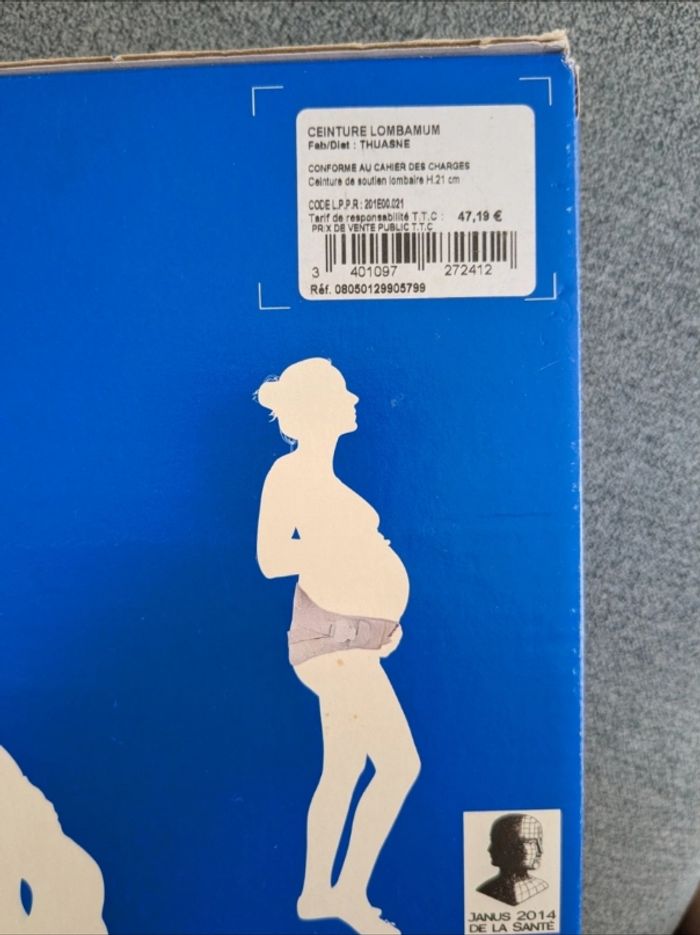 CEINTURE LOMBAMUM
Fab/Dist : THUASNE
CONFORME AU CAHIER DES CHARGES
Ceinture de soutien lombaire H.21 cm
CODE L.P.P.R : 201E00.021
Tarif de responsabilité T.T.C : 47,19 €
PRIX DE VENTE PUBLIC T.T.C
3 401097 272412
Réf. 08050129905799
JANUS 2014
DE LA SANTÉ